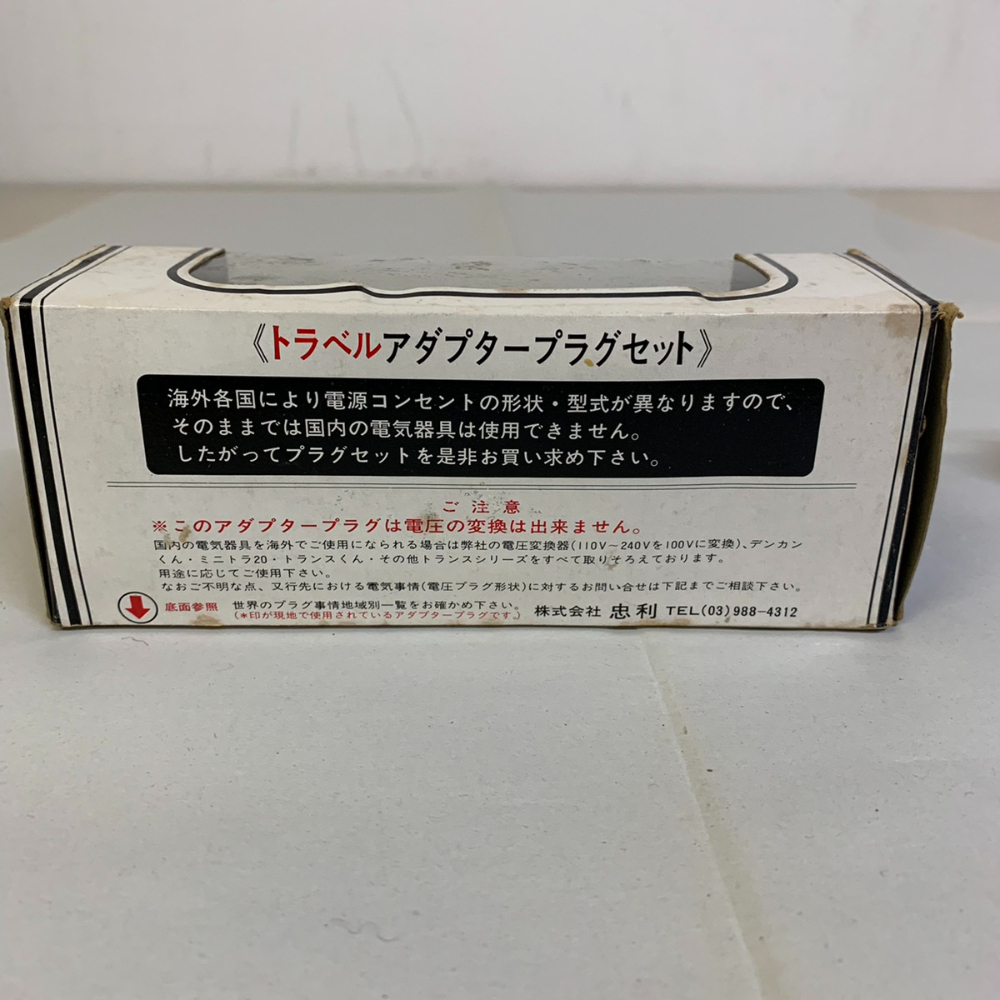 《トラベルアダプタープラグセット》
海外各国により電源コンセントの形状・型式が異なりますので、
そのままでは国内の電気器具は使用できません。
したがってプラグセットを是非お買い求め下さい。
ご注意
※このアダプタープラグは電圧の変換は出来ません。
国内の電気器具を海外でご使用になられる場合は弊社の電圧変換器(110V~240Vを100Vに変換)、デンカン
くん・ミニトラ20・トランスくん・その他トランスシリーズをすべて取りそろえております。
用途に応じてご使用下さい。
なおご不明な点、又行先における電気事情(電圧プラグ形状)に対するお問い合せは下記までご相談下さい。
底面参照 世界のプラグ事情地域別一覧をお確かめ下さい。
(*印が現地で使用されているアダプタープラグです。)
株式会社 忠利 TEL(03)988-4312